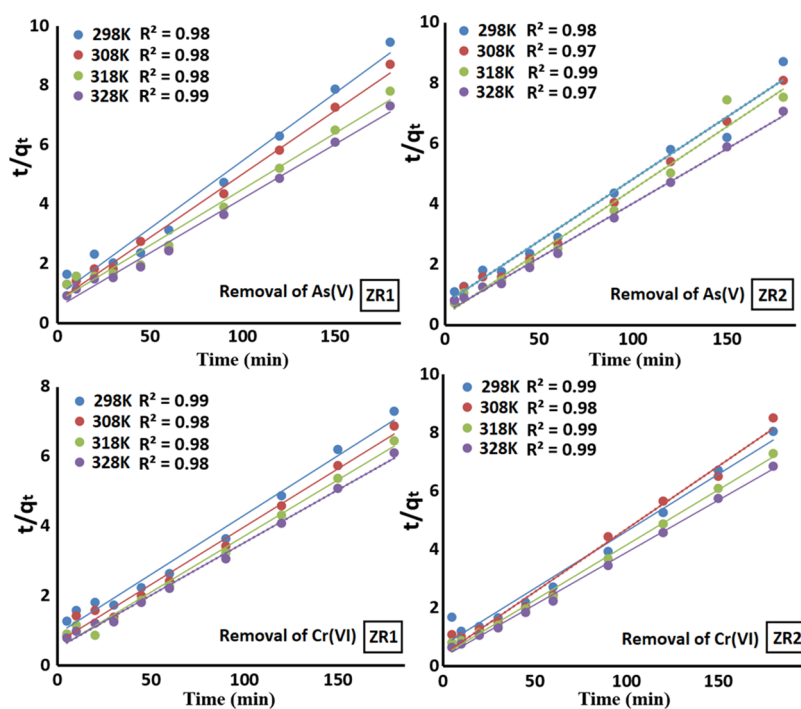 10
8
6
4
2
0
t/qt
298K R² = 0.98
308K R² = 0.98
318K R² = 0.98
328K R² = 0.99
Removal of As(V) ZR1
0 50 100 150
Time (min)
10
8
6
4
2
0
298K R² = 0.98
308K R² = 0.97
318K R² = 0.99
328K R² = 0.97
Removal of As(V) ZR2
0 50 100 150
Time (min)
8
6
4
2
0
t/qt
298K R² = 0.99
308K R² = 0.98
318K R² = 0.98
328K R² = 0.98
Removal of Cr(VI) ZR1
0 50 100 150
Time (min)
10
8
6
4
2
0
298K R² = 0.99
308K R² = 0.98
318K R² = 0.99
328K R² = 0.99
Removal of Cr(VI) ZR2
0 50 100 150
Time (min)